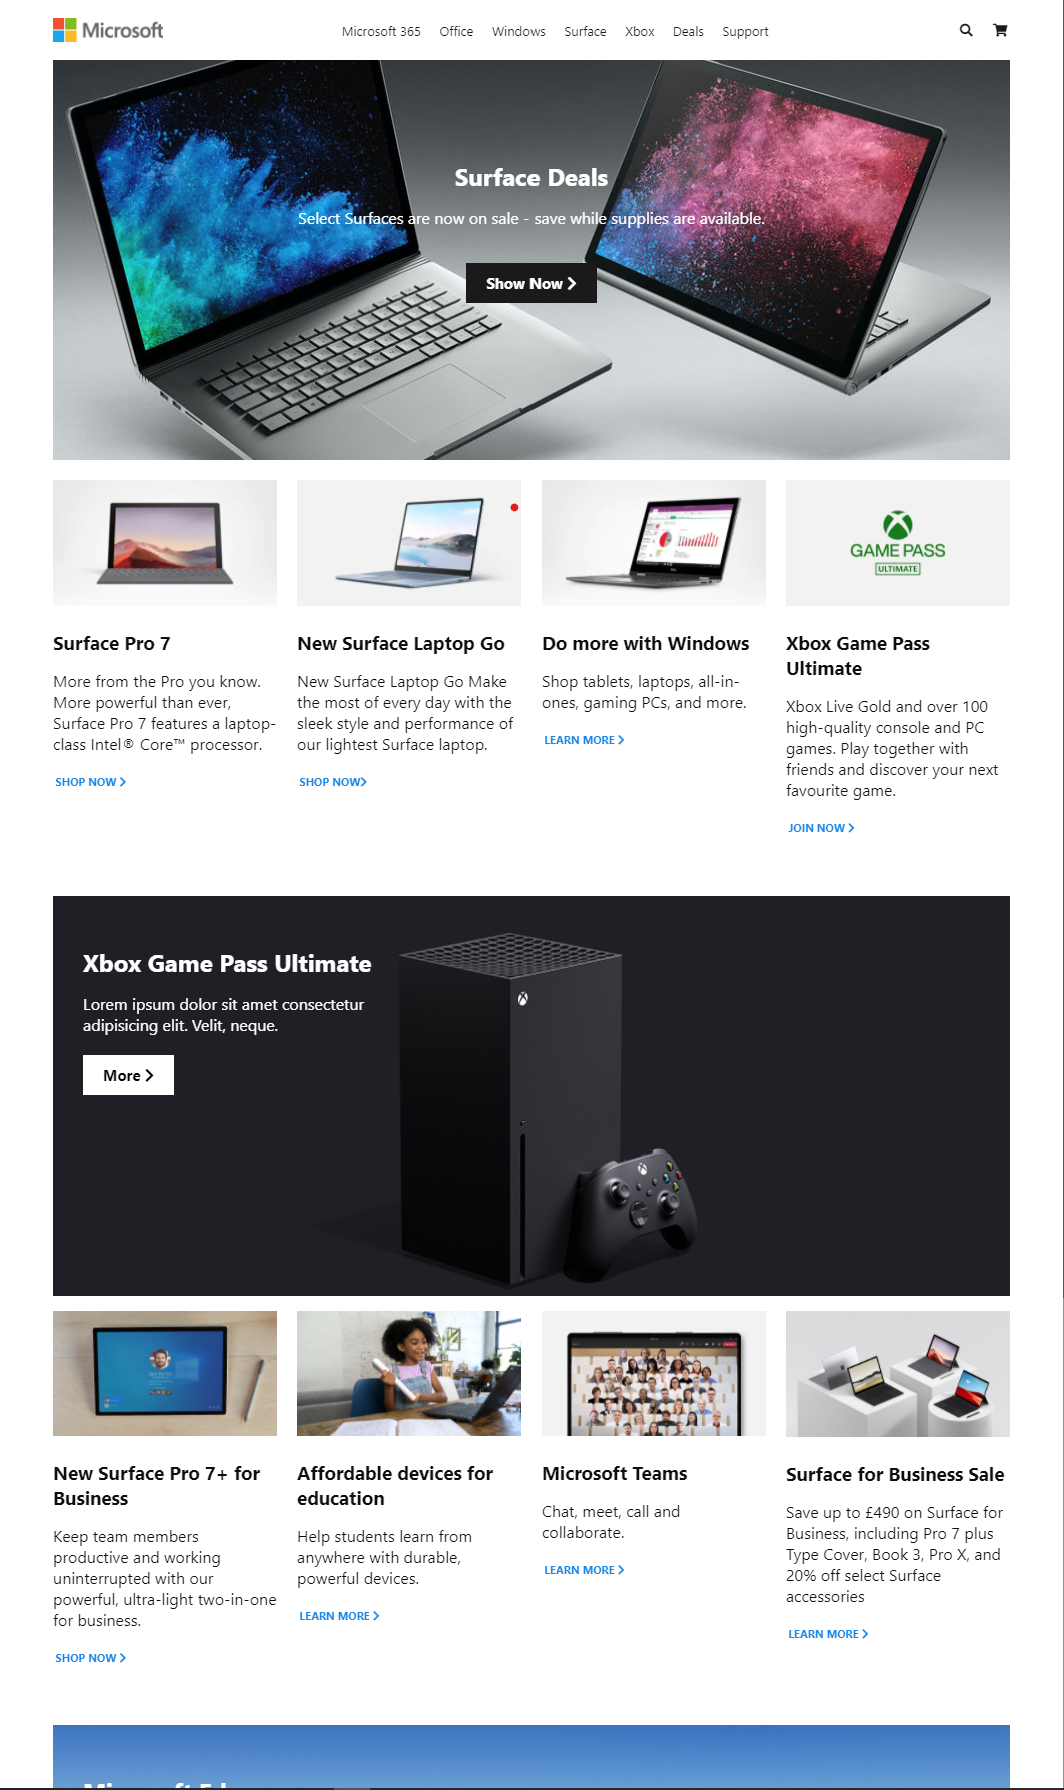 Microsoft
Microsoft 365 Office Windows Surface Xbox Deals Support
Surface Deals
Select Surfaces are now on sale - save while supplies are available.
Show Now
GAME PASS
ULTIMATE
Surface Pro 7
More from the Pro you know.
More powerful than ever,
Surface Pro 7 features a laptop-
class Intel® Core™ processor.
SHOP NOW
New Surface Laptop Go
New Surface Laptop Go Make
the most of every day with the
sleek style and performance of
our lightest Surface laptop.
SHOP NOW
Do more with Windows
Shop tablets, laptops, all-in-
ones, gaming PCs, and more.
LEARN MORE
Xbox Game Pass
Ultimate
Xbox Live Gold and over 100
high-quality console and PC
games. Play together with
friends and discover your next
favourite game.
JOIN NOW
Xbox Game Pass Ultimate
Lorem ipsum dolor sit amet consectetur
adipisicing elit. Velit, neque.
More
New Surface Pro 7+ for
Business
Keep team members
productive and working
uninterrupted with our
powerful, ultra-light two-in-one
for business.
SHOP NOW
Affordable devices for
education
Help students learn from
anywhere with durable,
powerful devices.
LEARN MORE
Microsoft Teams
Chat, meet, call and
collaborate.
LEARN MORE
Surface for Business Sale
Save up to £490 on Surface for
Business, including Pro 7 plus
Type Cover, Book 3, Pro X, and
20% off select Surface
accessories
LEARN MORE